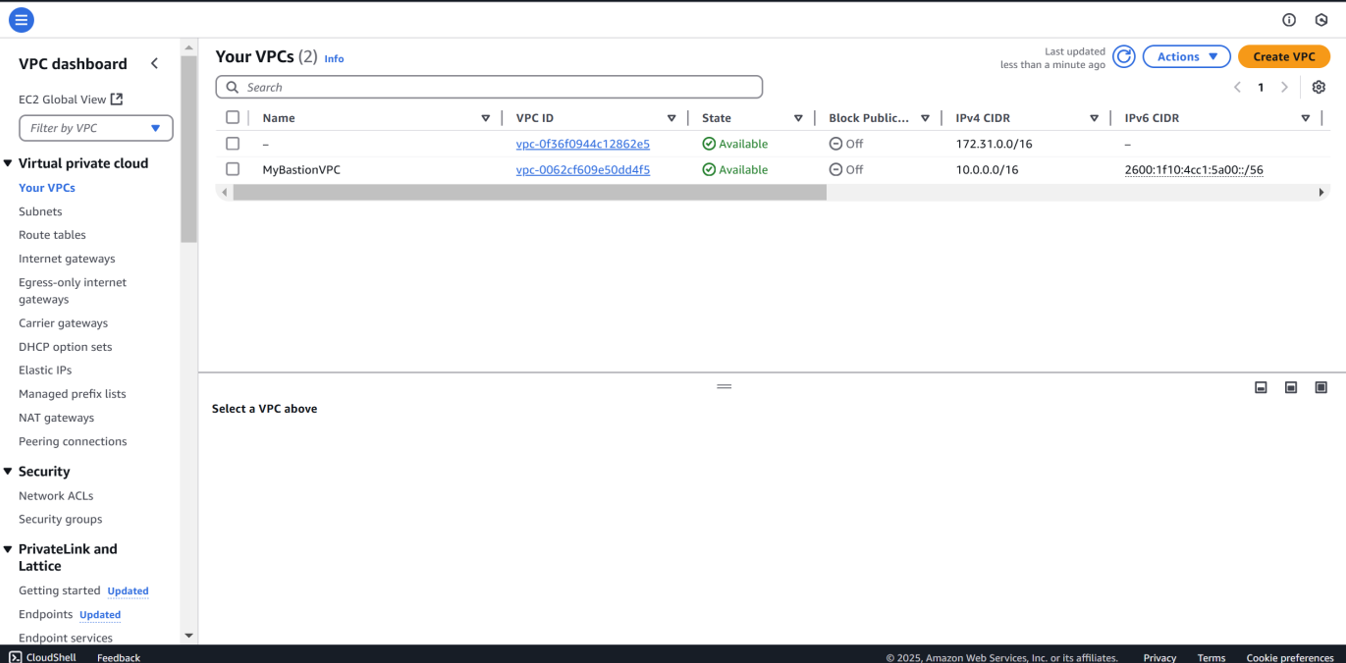 VPC dashboard
EC2 Global View
Filter by VPC
Virtual private cloud
Your VPCs
Subnets
Route tables
Internet gateways
Egress-only internet
gateways
Carrier gateways
DHCP option sets
Elastic IPs
Managed prefix lists
NAT gateways
Peering connections
Security
Network ACLs
Security groups
PrivateLink and
Lattice
Getting started Updated
Endpoints Updated
Endpoint services
Your VPCs (2) Info
Last updated
less than a minute ago
Actions
Create VPC
Search
1
Name VPC ID State Block Public... IPv4 CIDR IPv6 CIDR
– vpc-0f36f0944c12862e5 Available Off 172.31.0.0/16 –
MyBastionVPC vpc-0062cf609e50dd4f5 Available Off 10.0.0.0/16 2600:1f10:4cc1:5a00::/56
Select a VPC above
CloudShell Feedback © 2025, Amazon Web Services, Inc. or its affiliates. Privacy Terms Cookie preferences